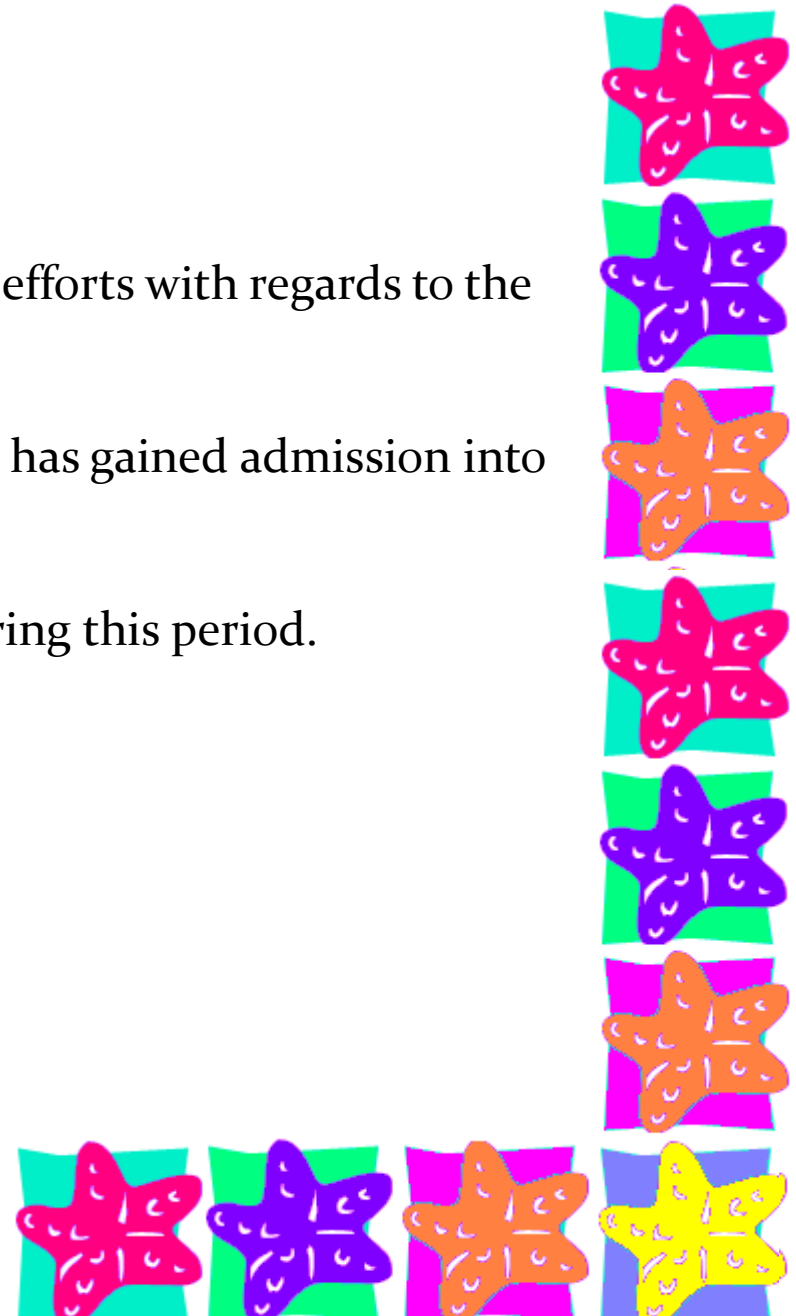 efforts with regards to the
has gained admission into
ring this period.